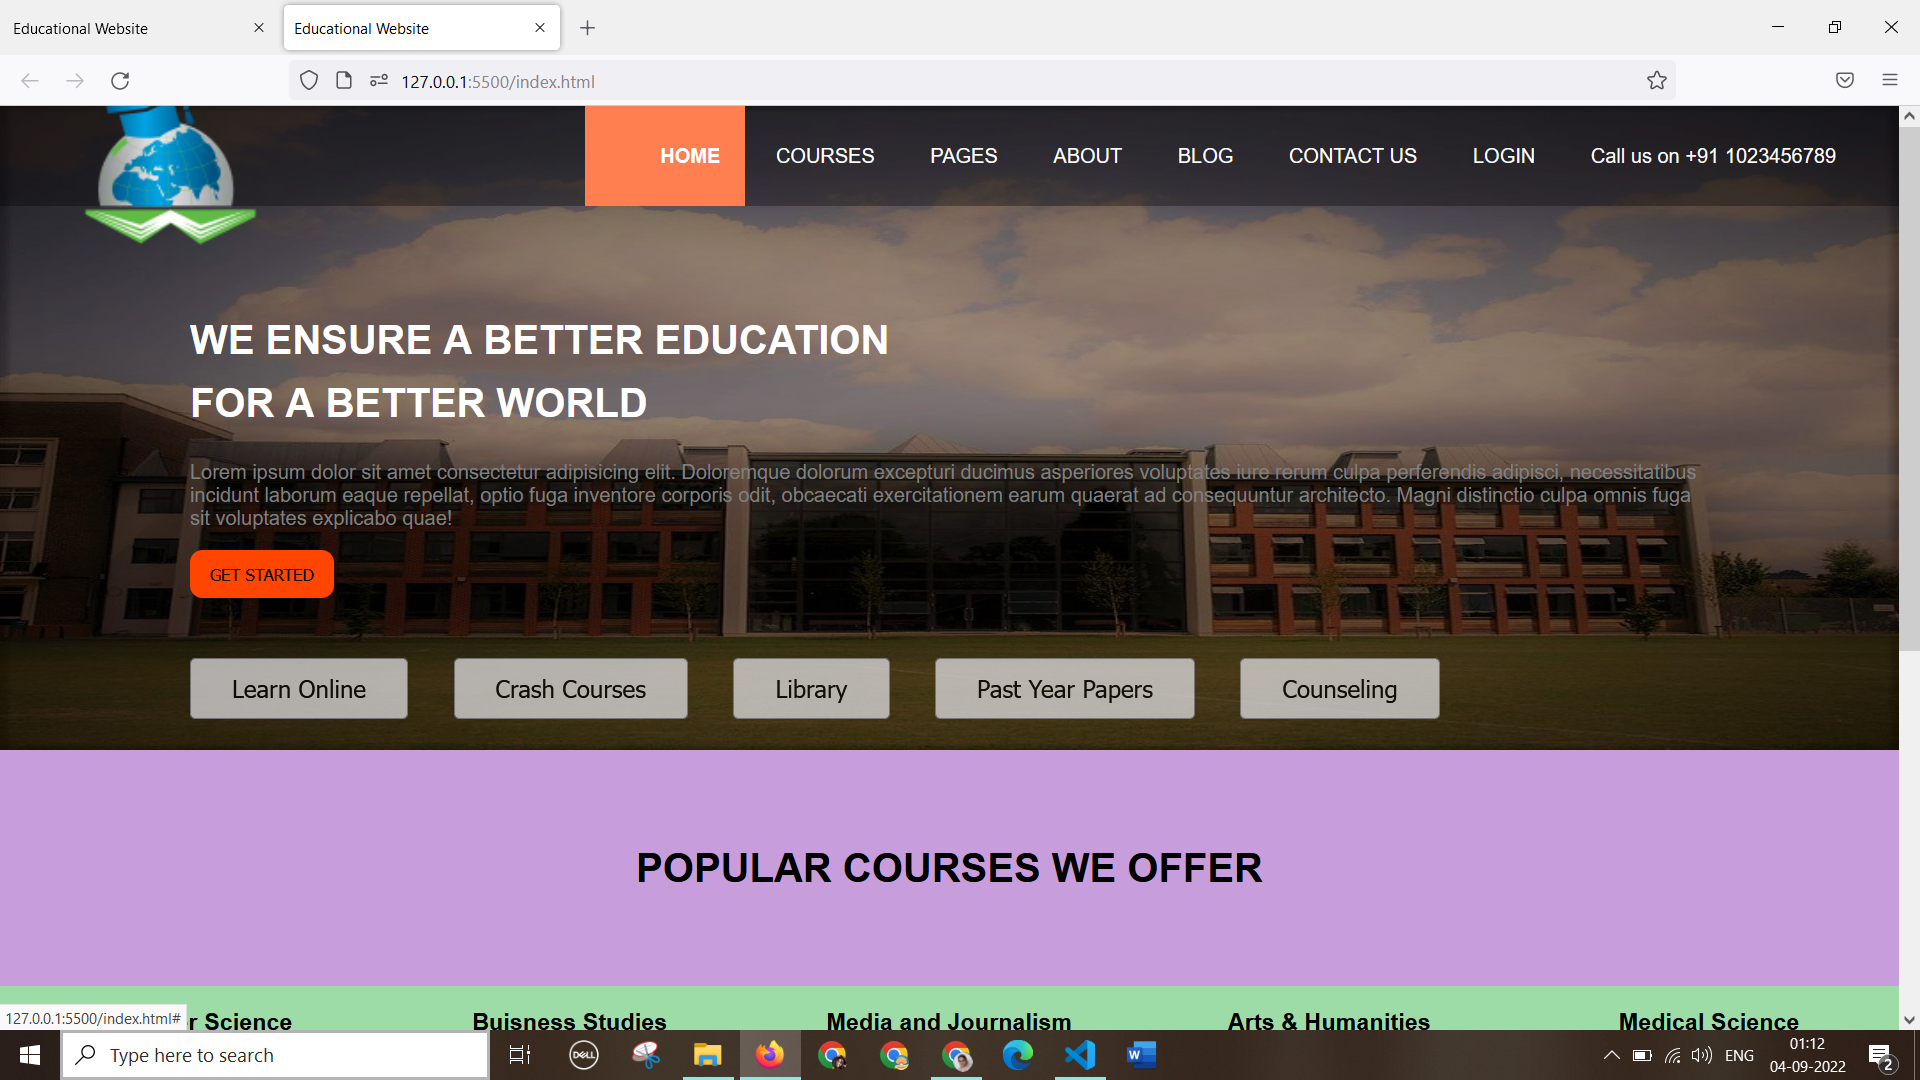 Educational Website
Educational Website
127.0.0.1:5500/index.html
HOME COURSES PAGES ABOUT BLOG CONTACT US LOGIN Call us on +91 1023456789
WE ENSURE A BETTER EDUCATION
FOR A BETTER WORLD
Lorem ipsum dolor sit amet consectetur adipisicing elit. Doloremque dolorum excepturi ducimus asperiores voluptates iure rerum culpa perferendis adipisci, necessitatibus
incidunt laborum eaque repellat, optio fuga inventore corporis odit, obcaecati exercitationem earum quaerat ad consequuntur architecto. Magni distinctio culpa omnis fuga
sit voluptates explicabo quae!
GET STARTED
Learn Online Crash Courses Library Past Year Papers Counseling
POPULAR COURSES WE OFFER
r Science Buisness Studies Media and Journalism Arts & Humanities Medical Science
127.0.0.1:5500/index.html#
Type here to search
DELL
W
ENG
01:12
04-09-2022
2